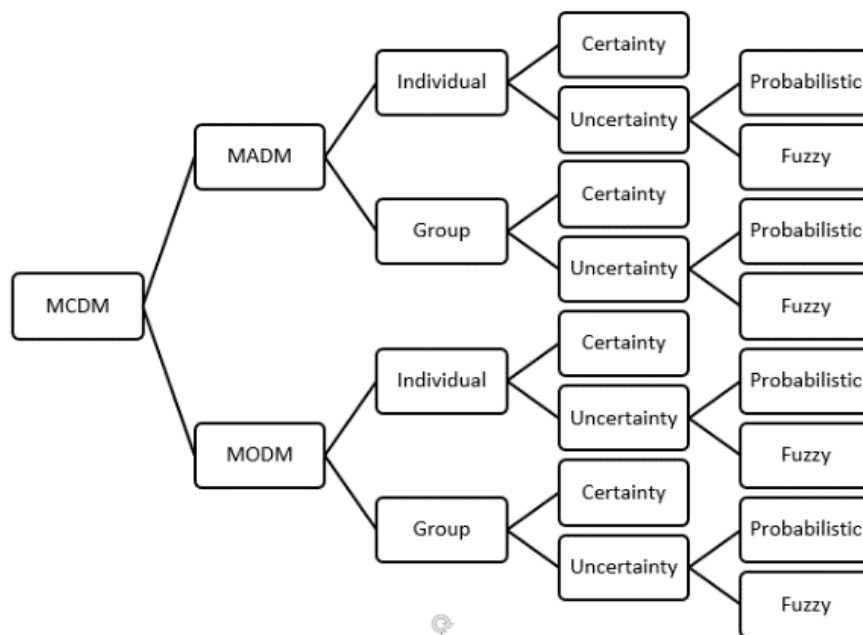 Certainty
Individual
Probabilistic
Uncertainty
MADM
Fuzzy
Certainty
Group
Probabilistic
Uncertainty
MCDM
Fuzzy
Certainty
Individual
Probabilistic
Uncertainty
MODM
Fuzzy
Certainty
Group
Probabilistic
Uncertainty
Fuzzy